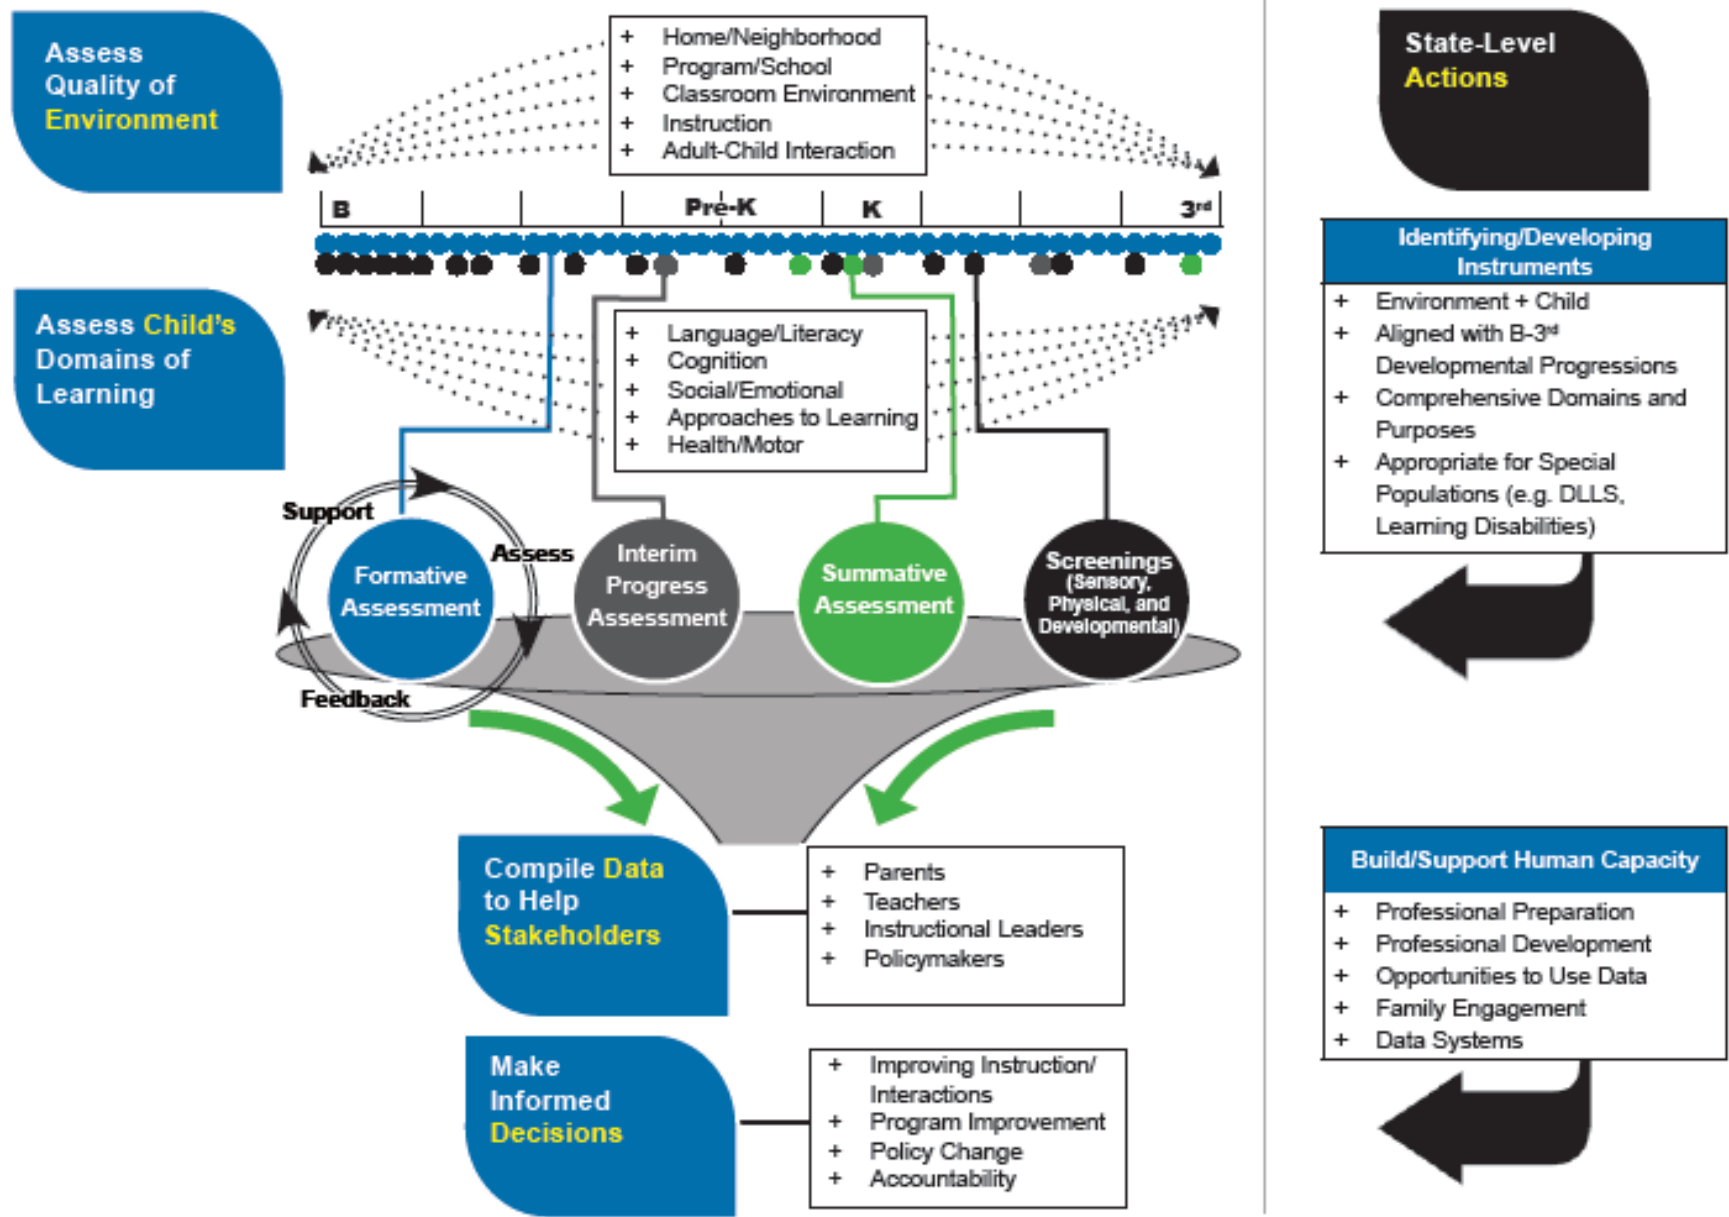 Assess
Quality of
Environment
+ Home/Neighborhood
+ Program/School
+ Classroom Environment
+ Instruction
+ Adult-Child Interaction
B Pre-K K 3rd
Assess Child's
Domains of
Learning
+ Language/Literacy
+ Cognition
+ Social/Emotional
+ Approaches to Learning
+ Health/Motor
Support
Assess
Feedback
Formative
Assessment
Interim
Progress
Assessment
Summative
Assessment
Screenings
(Sensory,
Physical, and
Developmental)
Compile Data
to Help
Stakeholders
+ Parents
+ Teachers
+ Instructional Leaders
+ Policymakers
Make
Informed
Decisions
+ Improving Instruction/
Interactions
+ Program Improvement
+ Policy Change
+ Accountability
State-Level
Actions
Identifying/Developing
Instruments
+ Environment + Child
+ Aligned with B-3rd
Developmental Progressions
+ Comprehensive Domains and
Purposes
+ Appropriate for Special
Populations (e.g. DLLS,
Learning Disabilities)
Build/Support Human Capacity
+ Professional Preparation
+ Professional Development
+ Opportunities to Use Data
+ Family Engagement
+ Data Systems